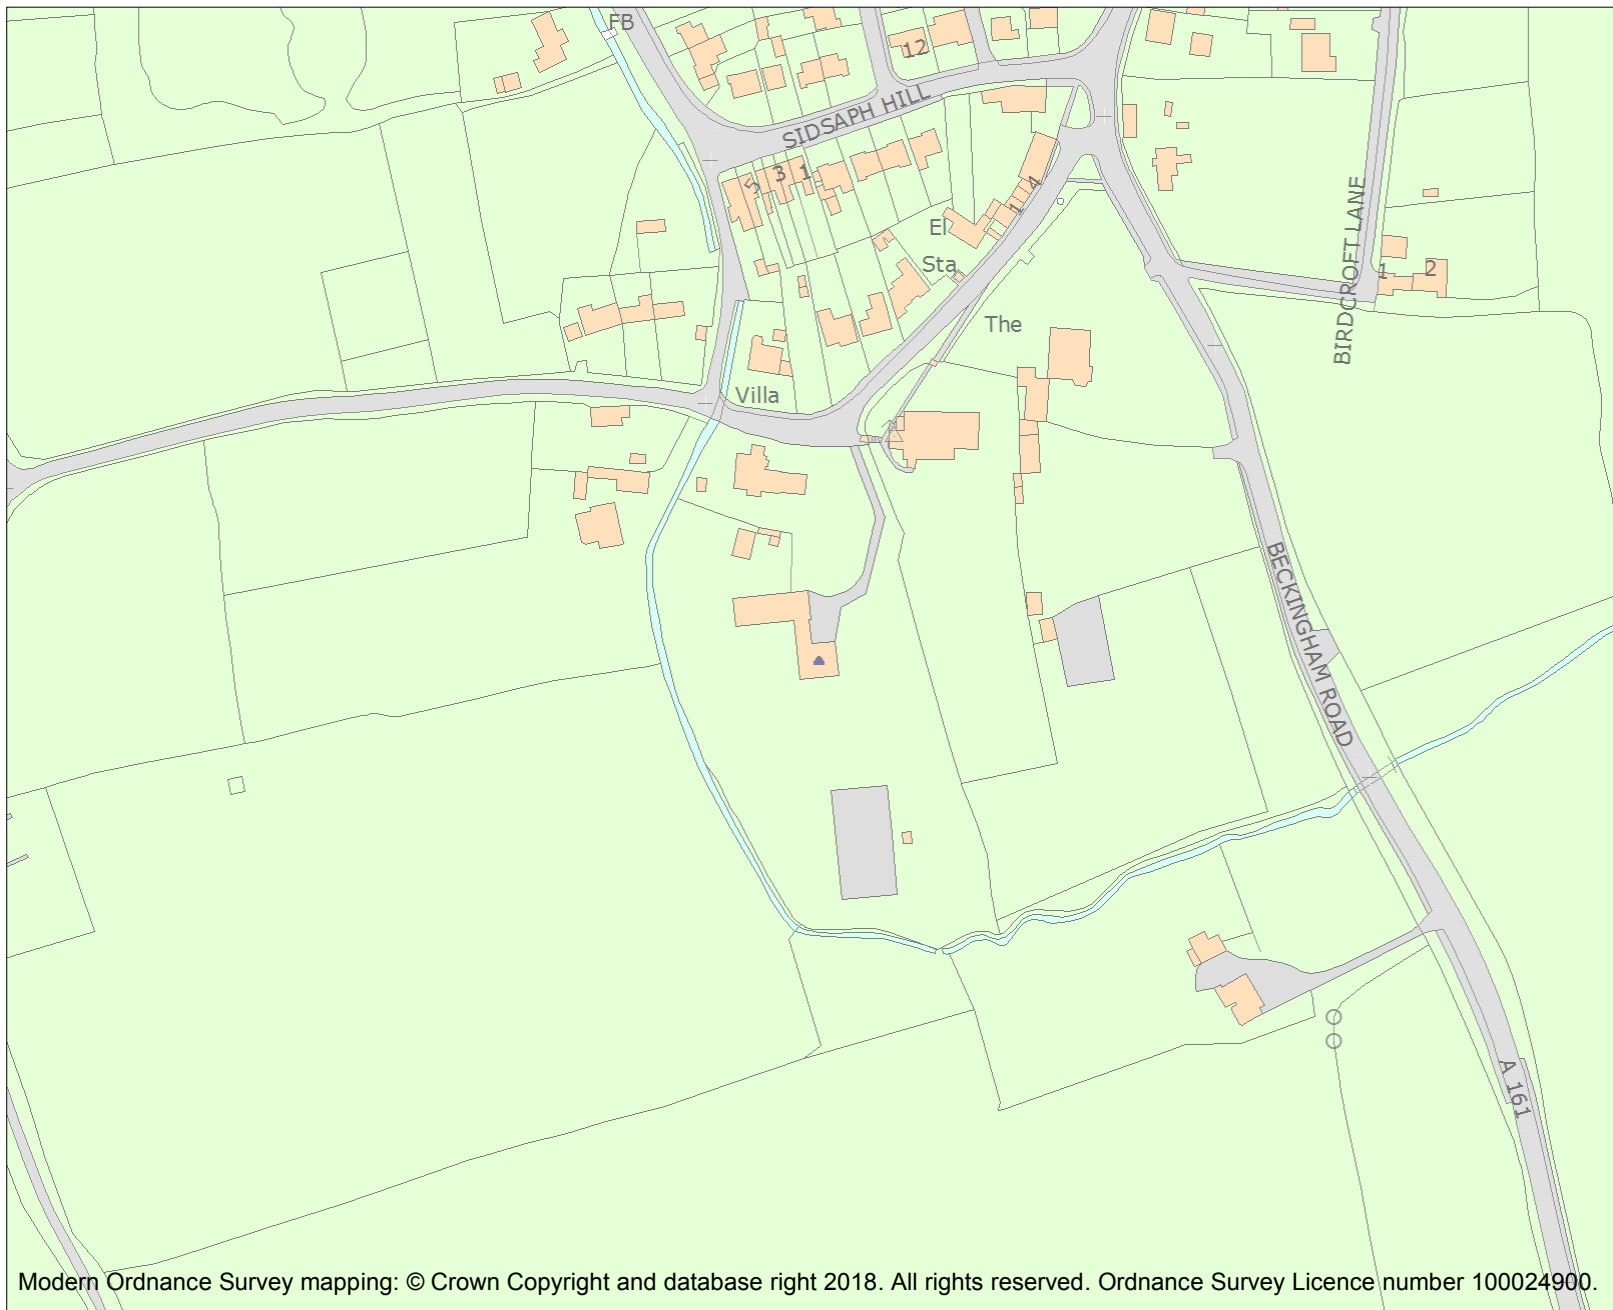 FB
12
SIDSAPH HILL
5
3
1
4
1
El
Sta
BIRDCROFT LANE
1
2
The
Villa
BECKINGHAM ROAD
A 161
Modern Ordnance Survey mapping: © Crown Copyright and database right 2018. All rights reserved. Ordnance Survey Licence number 100024900.